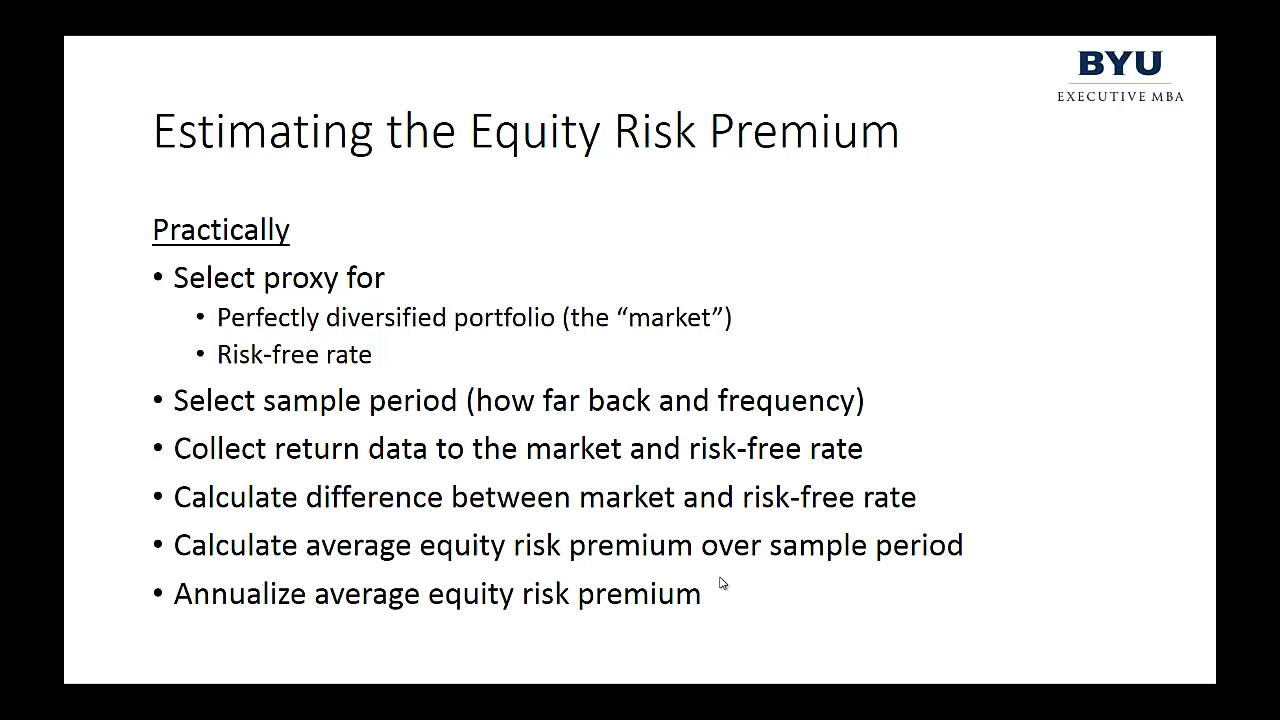 BYU
EXECUTIVE MBA
Estimating the Equity Risk Premium
Practically
• Select proxy for
• Perfectly diversified portfolio (the “market”)
• Risk-free rate
• Select sample period (how far back and frequency)
• Collect return data to the market and risk-free rate
• Calculate difference between market and risk-free rate
• Calculate average equity risk premium over sample period
• Annualize average equity risk premium